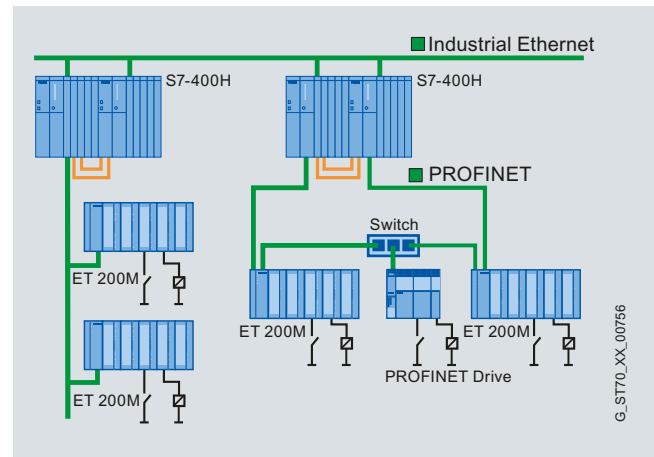 Industrial Ethernet
S7-400H
S7-400H
PROFINET
Switch
ET 200M
ET 200M
ET 200M
PROFINET Drive
ET 200M
G_ST70_XX_00756